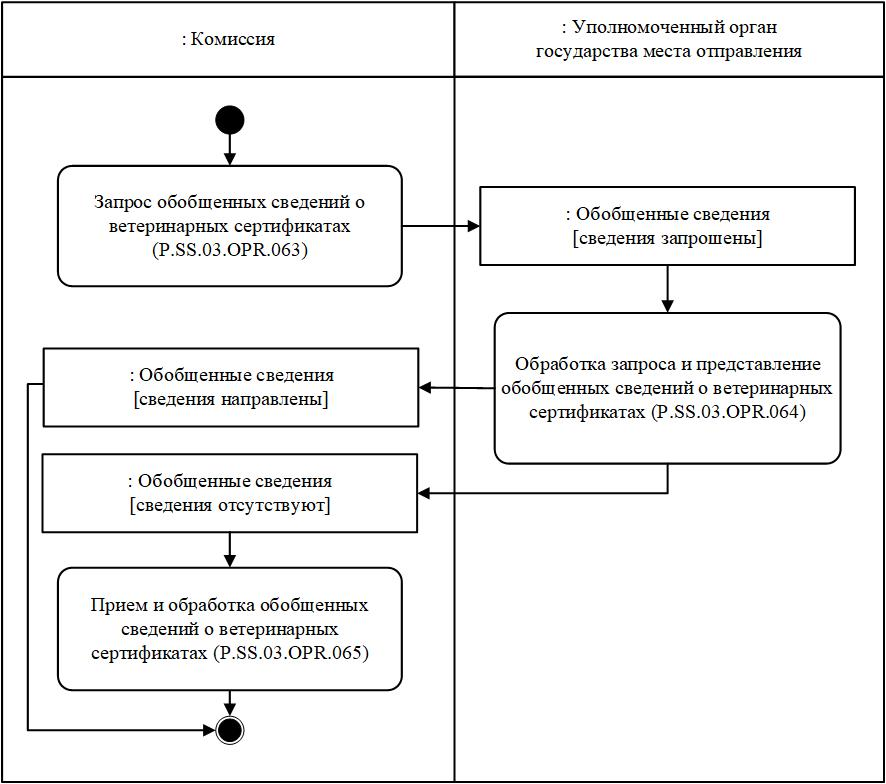 : Комиссия
: Уполномоченный орган
государства места отправления
Запрос обобщенных сведений о
ветеринарных сертификатах
(P.SS.03.OPR.063)
: Обобщенные сведения
[сведения запрошены]
Обработка запроса и представление
обобщенных сведений о ветеринарных
сертификатах (P.SS.03.OPR.064)
: Обобщенные сведения
[сведения направлены]
: Обобщенные сведения
[сведения отсутствуют]
Прием и обработка обобщенных
сведений о ветеринарных
сертификатах (P.SS.03.OPR.065)